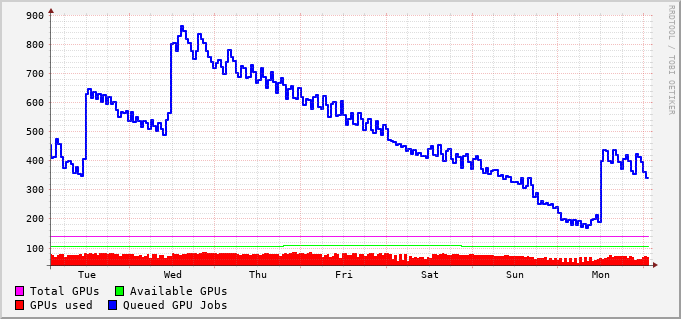 900
800
700
600
500
400
300
200
100
Tue Wed Thu Fri Sat Sun Mon
Total GPUs Available GPUs
GPUs used Queued GPU Jobs
RRDTOOL / TOBI OETIKER